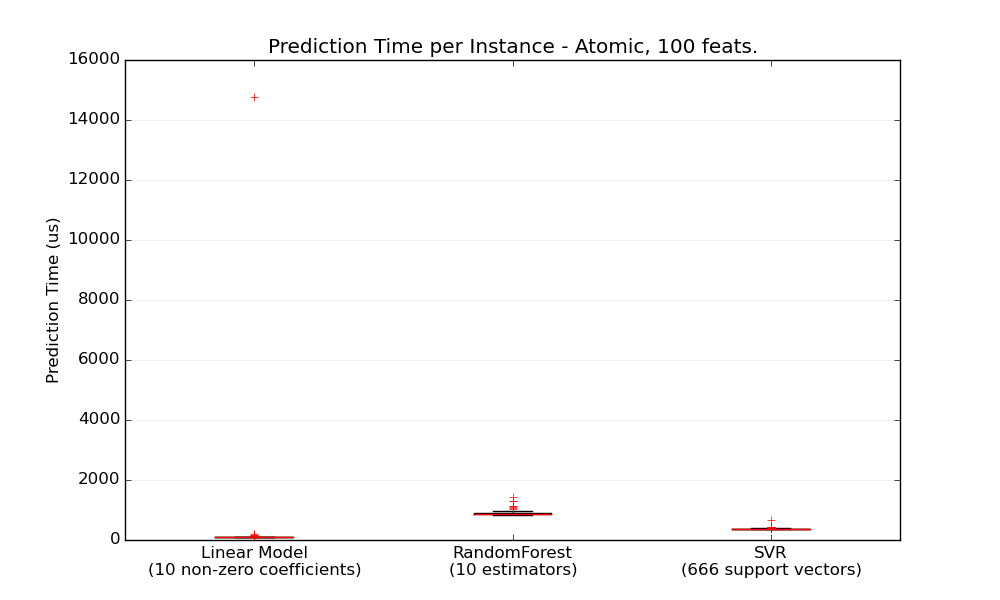 Prediction Time per Instance - Atomic, 100 feats.
16000
14000
12000
10000
8000
6000
4000
2000
0
Prediction Time (us)
Linear Model
(10 non-zero coefficients)
RandomForest
(10 estimators)
SVR
(666 support vectors)